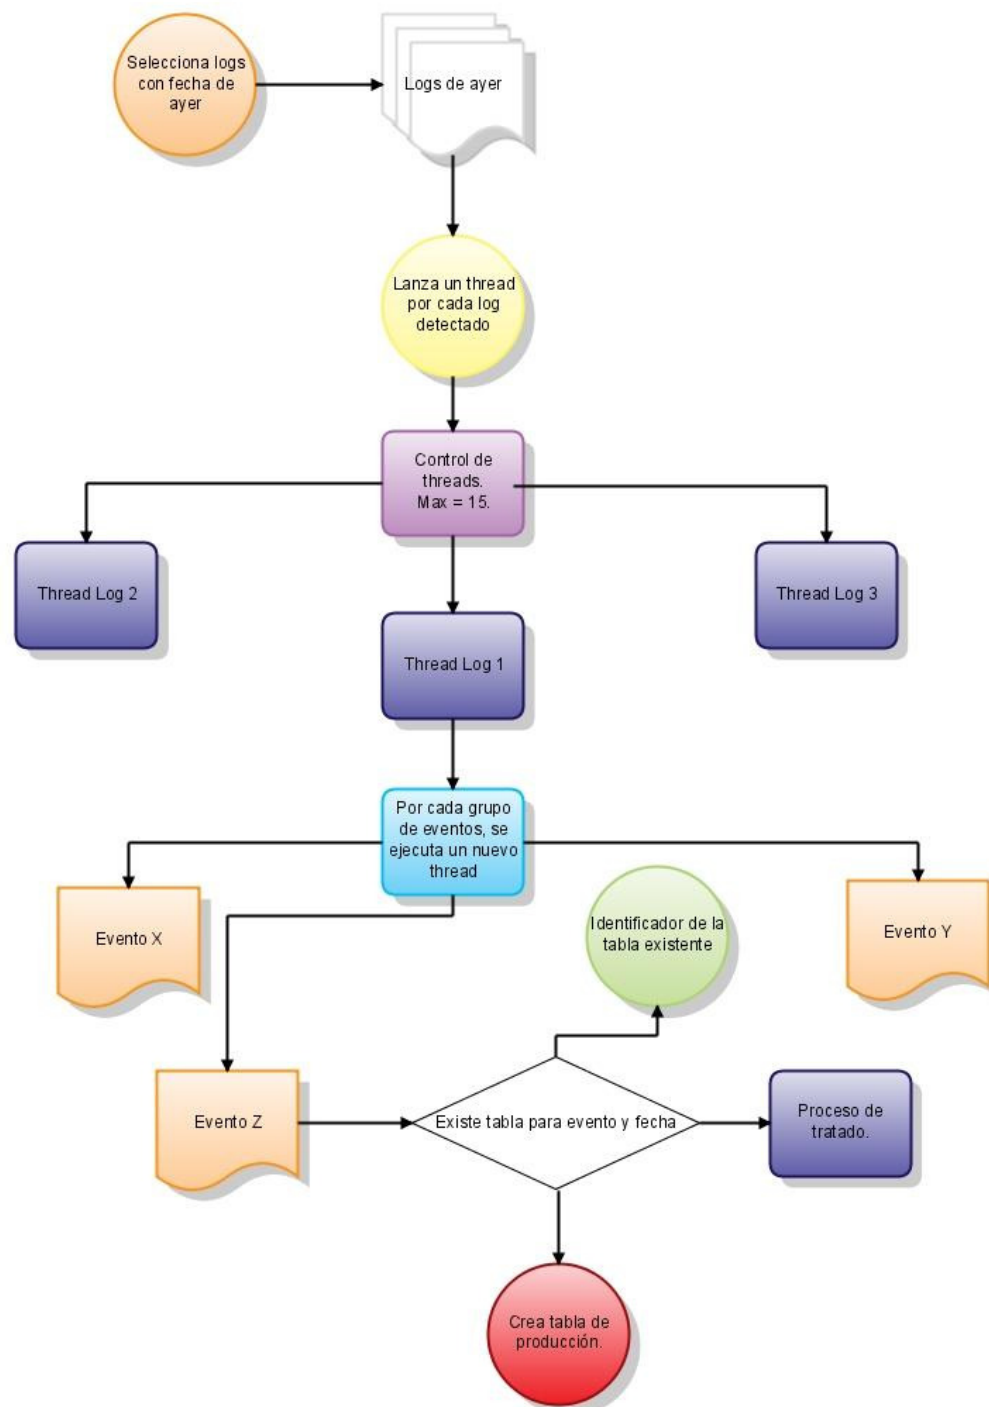 Selecciona logs
con fecha de
ayer
Logs de ayer
Lanza un thread
por cada log
detectado
Control de
threads.
Max = 15.
Thread Log 2
Thread Log 3
Thread Log 1
Por cada grupo
de eventos, se
ejecuta un nuevo
thread
Evento X
Identificador de la
tabla existente
Evento Y
Evento Z
Existe tabla para evento y fecha
Proceso de
tratado.
Crea tabla de
producción.